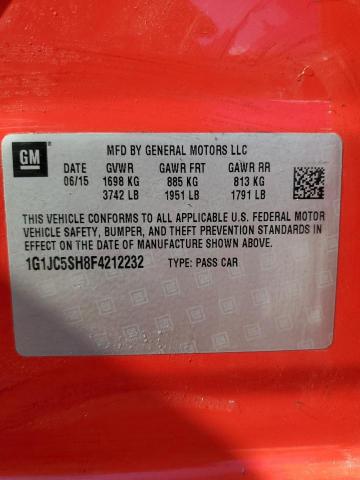 GM
MFD BY GENERAL MOTORS LLC
DATE GVWR GAWR FRT GAWR RR
06/15 1698 KG 885 KG 813 KG
3742 LB 1951 LB 1791 LB
THIS VEHICLE CONFORMS TO ALL APPLICABLE U.S. FEDERAL MOTOR
VEHICLE SAFETY, BUMPER, AND THEFT PREVENTION STANDARDS
IN EFFECT ON THE DATE OF MANUFACTURE SHOWN ABOVE.
1G1JC5SH8F4212232 TYPE: PASS CAR